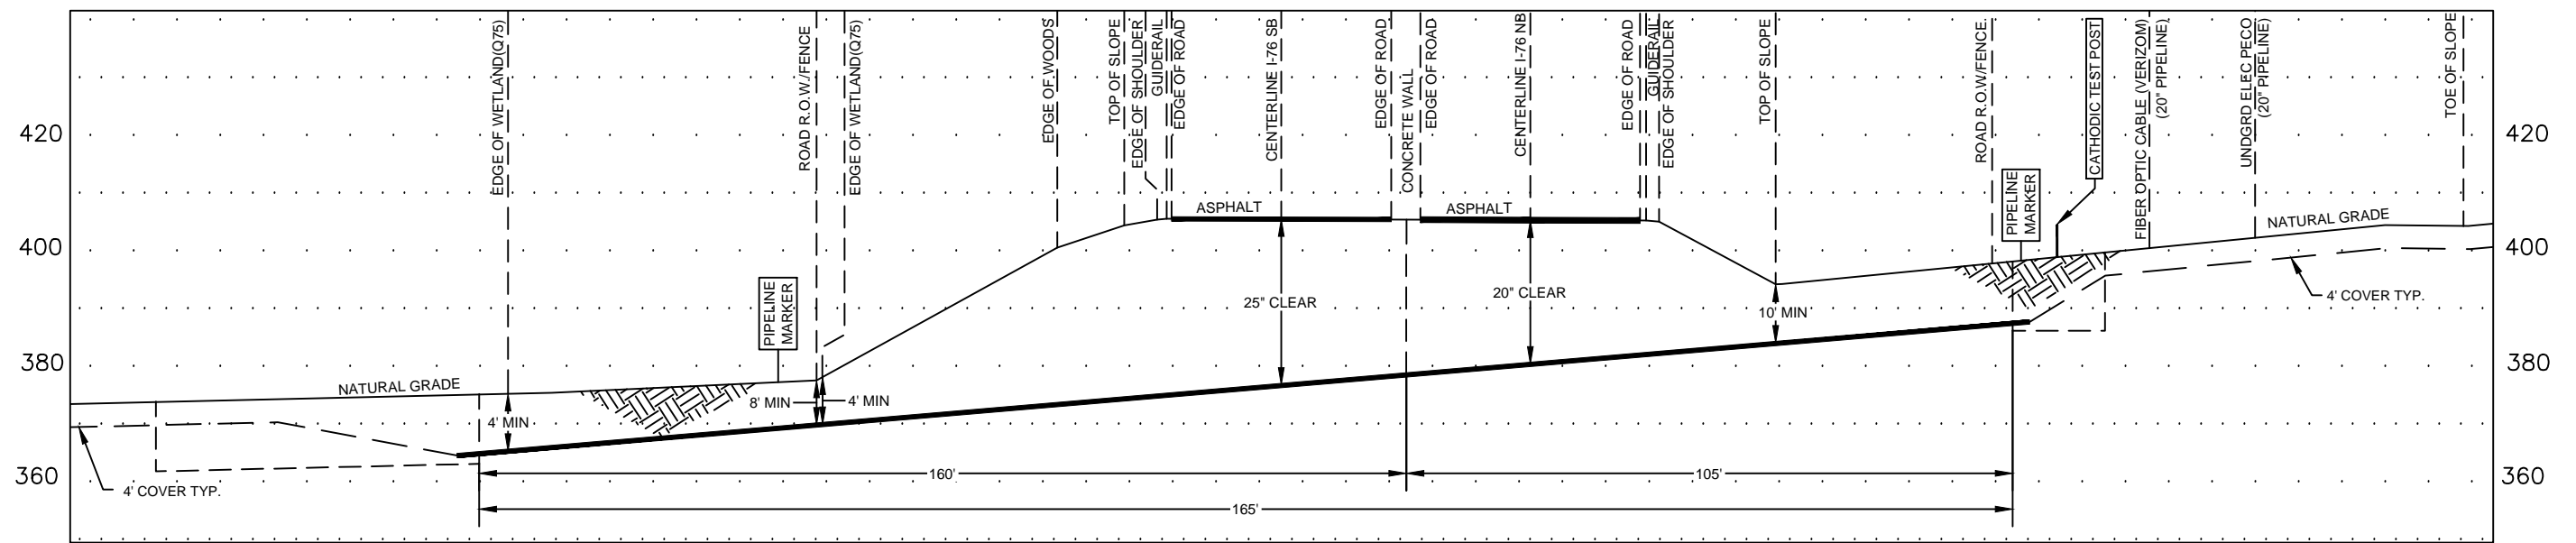 EDGE OF WETLAND(Q75)
ROAD R.O.W./FENCE
EDGE OF WETLAND(Q75)
EDGE OF WOODS
TOP OF SLOPE
EDGE OF SHOULDER
GUIDERAIL
EDGE OF ROAD
CENTERLINE I-76 SB
EDGE OF ROAD
CONCRETE WALL
EDGE OF ROAD
CENTERLINE I-76 NB
EDGE OF ROAD
GUIDERAIL
EDGE OF SHOULDER
TOP OF SLOPE
ROAD R.O.W/FENCE.
CATHODIC TEST POST
FIBER OPTIC CABLE (VERIZOM)
(20" PIPELINE)
UNDGRD ELEC PECO
(20" PIPELINE)
TOE OF SLOPE
420
420
PIPELINE
MARKER
ASPHALT
ASPHALT
NATURAL GRADE
400
400
PIPELINE
MARKER
25" CLEAR
20" CLEAR
10' MIN
4' COVER TYP.
380
380
NATURAL GRADE
8' MIN
4' MIN
4' MIN
360
360
4' COVER TYP.
160'
105'
165'